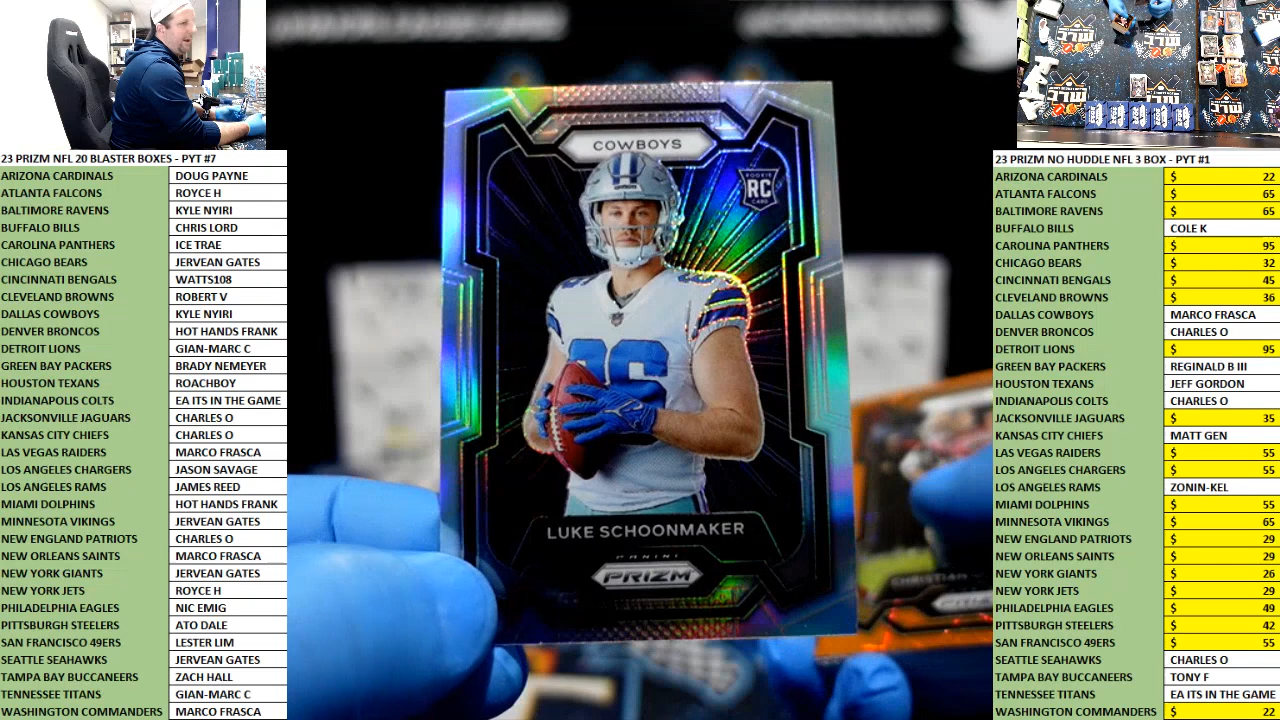 23 PRIZM NFL 20 BLASTER BOXES - PYT #7
ARIZONA CARDINALS DOUG PAYNE
ATLANTA FALCONS ROYCE H
BALTIMORE RAVENS KYLE NYIRI
BUFFALO BILLS CHRIS LORD
CAROLINA PANTHERS ICE TRAE
CHICAGO BEARS JERVEAN GATES
CINCINNATI BENGALS WATTS108
CLEVELAND BROWNS ROBERT V
DALLAS COWBOYS KYLE NYIRI
DENVER BRONCOS HOT HANDS FRANK
DETROIT LIONS GIAN-MARC C
GREEN BAY PACKERS BRADY NEMEYER
HOUSTON TEXANS ROACHBOY
INDIANAPOLIS COLTS EA ITS IN THE GAME
JACKSONVILLE JAGUARS CHARLES O
KANSAS CITY CHIEFS CHARLES O
LAS VEGAS RAIDERS MARCO FRASCA
LOS ANGELES CHARGERS JASON SAVAGE
LOS ANGELES RAMS JAMES REED
MIAMI DOLPHINS HOT HANDS FRANK
MINNESOTA VIKINGS JERVEAN GATES
NEW ENGLAND PATRIOTS CHARLES O
NEW ORLEANS SAINTS MARCO FRASCA
NEW YORK GIANTS JERVEAN GATES
NEW YORK JETS ROYCE H
PHILADELPHIA EAGLES NIC EMIG
PITTSBURGH STEELERS ATO DALE
SAN FRANCISCO 49ERS LESTER LIM
SEATTLE SEAHAWKS JERVEAN GATES
TAMPA BAY BUCCANEERS ZACH HALL
TENNESSEE TITANS GIAN-MARC C
WASHINGTON COMMANDERS MARCO FRASCA
COWBOYS
ROOKIE
RC
CARD
86
LUKE SCHOONMAKER
PANINI
PRIZM
CHRISTIAN
23 PRIZM NO HUDDLE NFL 3 BOX - PYT #1
ARIZONA CARDINALS $ 22
ATLANTA FALCONS $ 65
BALTIMORE RAVENS $ 65
BUFFALO BILLS COLE K
CAROLINA PANTHERS $ 95
CHICAGO BEARS $ 32
CINCINNATI BENGALS $ 45
CLEVELAND BROWNS $ 36
DALLAS COWBOYS MARCO FRASCA
DENVER BRONCOS CHARLES O
DETROIT LIONS $ 95
GREEN BAY PACKERS REGINALD B III
HOUSTON TEXANS JEFF GORDON
INDIANAPOLIS COLTS CHARLES O
JACKSONVILLE JAGUARS $ 35
KANSAS CITY CHIEFS MATT GEN
LAS VEGAS RAIDERS $ 55
LOS ANGELES CHARGERS $ 55
LOS ANGELES RAMS ZONIN-KEL
MIAMI DOLPHINS $ 55
MINNESOTA VIKINGS $ 65
NEW ENGLAND PATRIOTS $ 29
NEW ORLEANS SAINTS $ 29
NEW YORK GIANTS $ 26
NEW YORK JETS $ 29
PHILADELPHIA EAGLES $ 49
PITTSBURGH STEELERS $ 42
SAN FRANCISCO 49ERS $ 55
SEATTLE SEAHAWKS CHARLES O
TAMPA BAY BUCCANEERS TONY F
TENNESSEE TITANS EA ITS IN THE GAME
WASHINGTON COMMANDERS $ 22